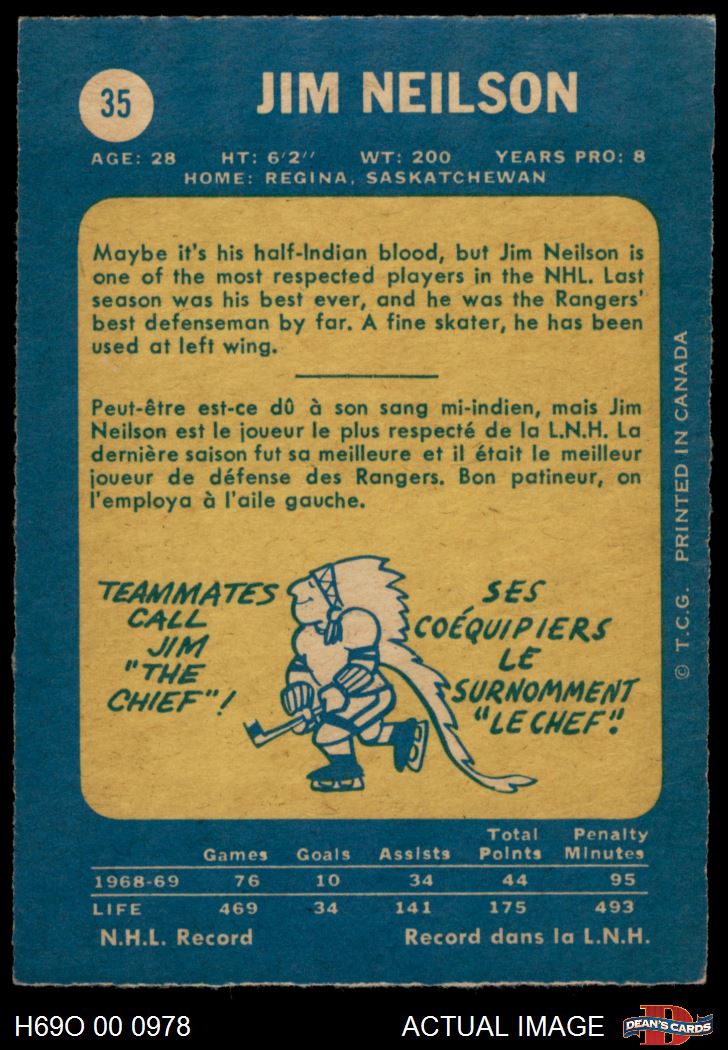 35
JIM NEILSON
AGE: 28 HT: 6'2'' WT: 200 YEARS PRO: 8
HOME: REGINA, SASKATCHEWAN
Maybe it's his half-Indian blood, but Jim Neilson is
one of the most respected players in the NHL. Last
season was his best ever, and he was the Rangers'
best defenseman by far. A fine skater, he has been
used at left wing.
Peut-être est-ce dû à son sang mi-indien, mais Jim
Neilson est le joueur le plus respecté de la L.N.H. La
dernière saison fut sa meilleure et il était le meilleur
joueur de défense des Rangers. Bon patineur, on
l'employa à l'aile gauche.
TEAMMATES
CALL
JIM
"THE
CHIEF"!
SES
COÉQUIPIERS
LE
SURNOMMENT
"LE CHEF".
© T.C.G. PRINTED IN CANADA
Games Goals Assists Total Points Penalty Minutes
1968-69 76 10 34 44 95
LIFE 469 34 141 175 493
N.H.L. Record Record dans la L.N.H.
H69O 00 0978 ACTUAL IMAGE DEAN'S CARDS